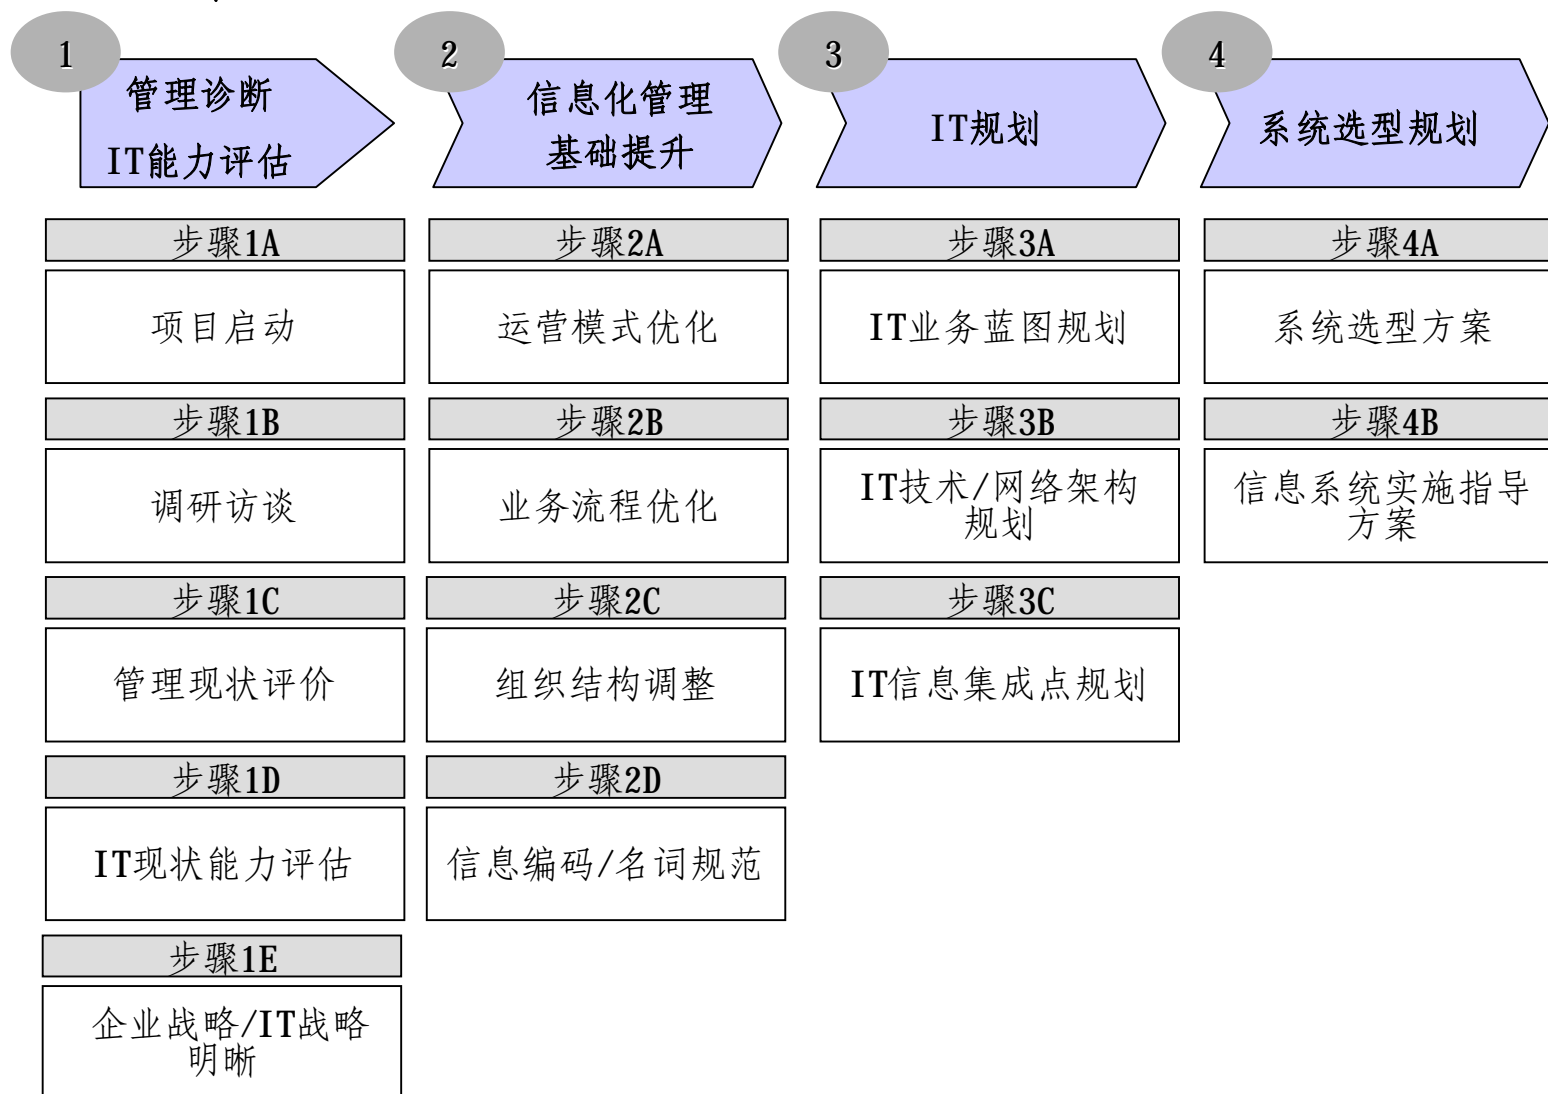 1
管理诊断
IT能力评估
2
信息化管理
基础提升
3
IT规划
4
系统选型规划
步骤1A
项目启动
步骤1B
调研访谈
步骤1C
管理现状评价
步骤1D
IT现状能力评估
步骤1E
企业战略/IT战略
明晰
步骤2A
运营模式优化
步骤2B
业务流程优化
步骤2C
组织结构调整
步骤2D
信息编码/名词规范
步骤3A
IT业务蓝图规划
步骤3B
IT技术/网络架构
规划
步骤3C
IT信息集成点规划
步骤4A
系统选型方案
步骤4B
信息系统实施指导
方案